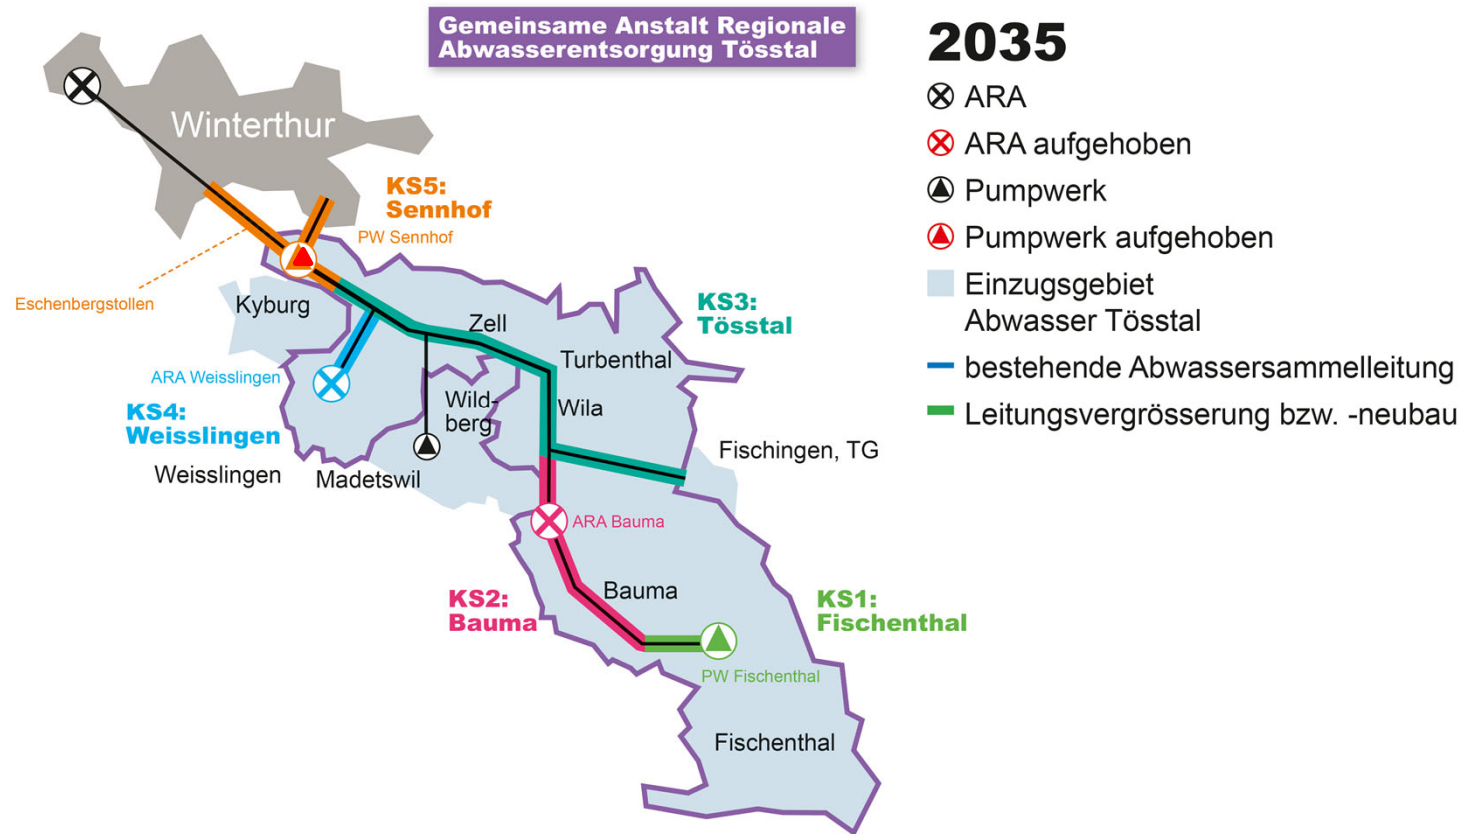 Gemeinsame Anstalt Regionale
Abwasserentsorgung Tösstal
2035
ARA
ARA aufgehoben
Pumpwerk
Pumpwerk aufgehoben
Einzugsgebiet
Abwasser Tösstal
bestehende Abwassersammelleitung
Leitungsvergrösserung bzw. -neubau
Winterthur
KS5:
Sennhof
PW Sennhof
Eschenbergstollen
Kyburg
Zell
KS3:
Tösstal
Turbenthal
ARA Weisslingen
KS4:
Weisslingen
Weisslingen
Madetswil
Wild-
berg
Wila
Fischingen, TG
ARA Bauma
Bauma
KS2:
Bauma
KS1:
Fischenthal
PW Fischenthal
Fischenthal